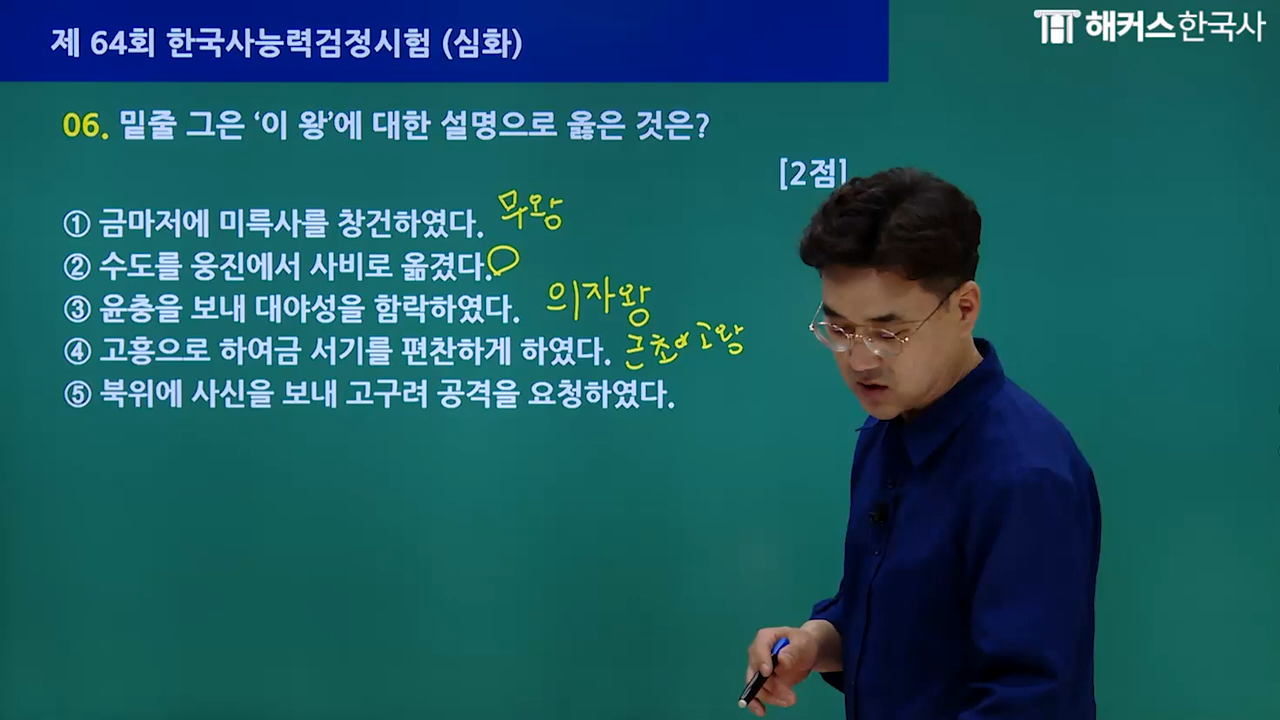 제 64회 한국사능력검정시험 (심화)
해커스한국사
06. 밑줄 그은 ‘이 왕’에 대한 설명으로 옳은 것은?
[2점]
① 금마저에 미륵사를 창건하였다. 무왕
② 수도를 웅진에서 사비로 옮겼다.
③ 윤충을 보내 대야성을 함락하였다. 의자왕
④ 고흥으로 하여금 서기를 편찬하게 하였다. 근초고왕
⑤ 북위에 사신을 보내 고구려 공격을 요청하였다.